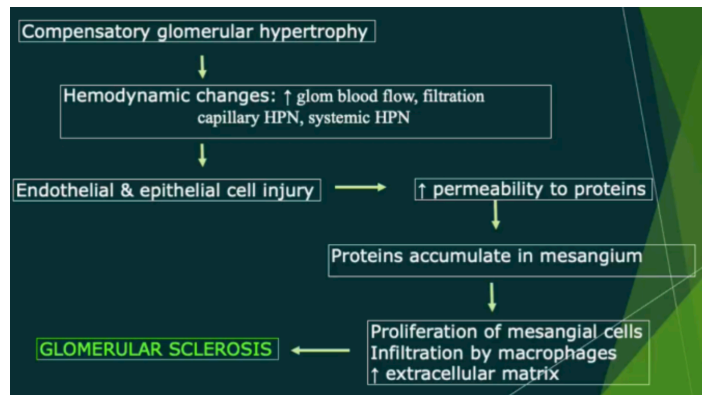 Compensatory glomerular hypertrophy
Hemodynamic changes: ↑ glom blood flow, filtration
capillary HPN, systemic HPN
Endothelial & epithelial cell injury
↑ permeability to proteins
Proteins accumulate in mesangium
Proliferation of mesangial cells
Infiltration by macrophages
↑ extracellular matrix
GLOMERULAR SCLEROSIS